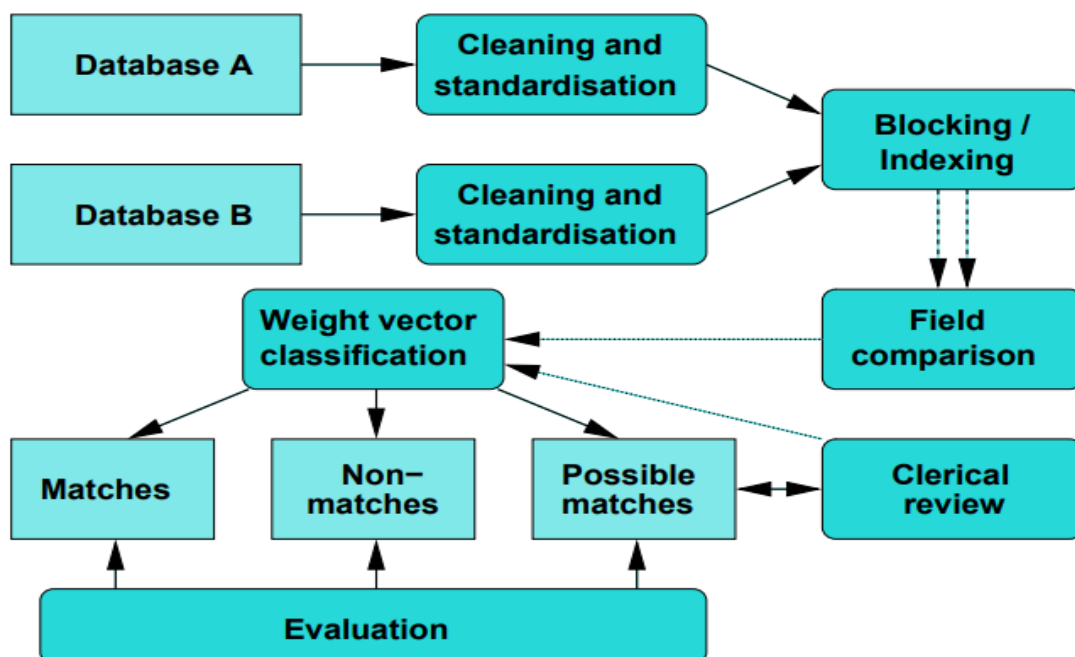 Database A
Cleaning and
standardisation
Blocking /
Indexing
Database B
Cleaning and
standardisation
Weight vector
classification
Field
comparison
Matches
Non−
matches
Possible
matches
Clerical
review
Evaluation